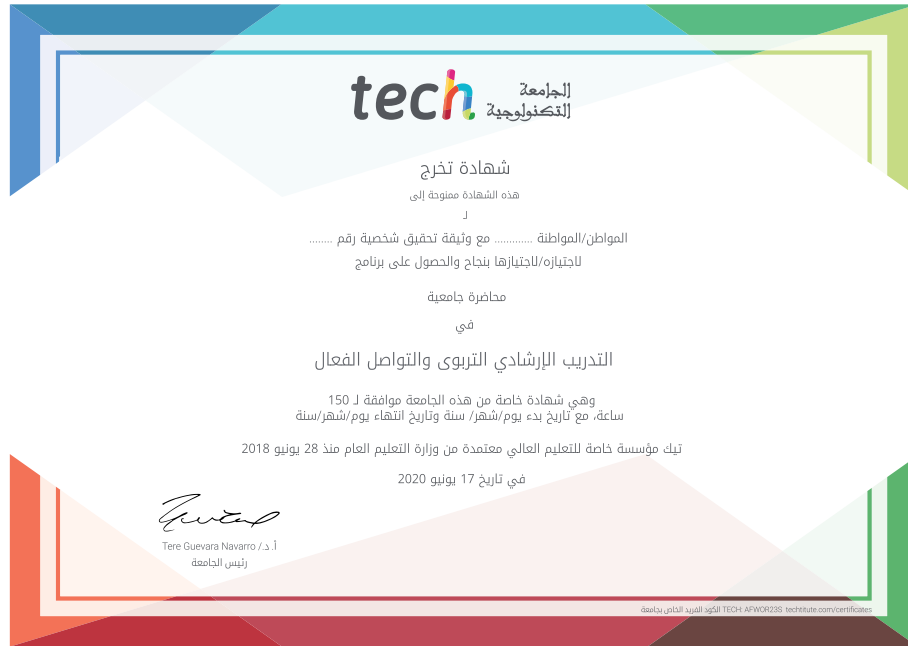 tech الجامعة
التكنولوجية
شهادة تخرج
هذه الشهادة ممنوحة إلى
لـ
المواطن/المواطنة ............ مع وثيقة تحقيق شخصية رقم ........
لاجتيازه/لاجتيازها بنجاح والحصول على برنامج
محاضرة جامعية
في
التدريب الإرشادي التربوى والتواصل الفعال
وهي شهادة خاصة من هذه الجامعة موافقة لـ 150
ساعة، مع تاريخ بدء يوم/شهر/ سنة وتاريخ انتهاء يوم/شهر/سنة
تيك مؤسسة خاصة للتعليم العالي معتمدة من وزارة التعليم العام منذ 28 يونيو 2018
في تاريخ 17 يونيو 2020
أ. د./ Tere Guevara Navarro
رئيس الجامعة
الكود الفريد الخاص بجامعة TECH: AFWOR23S techtitute.com/certificates